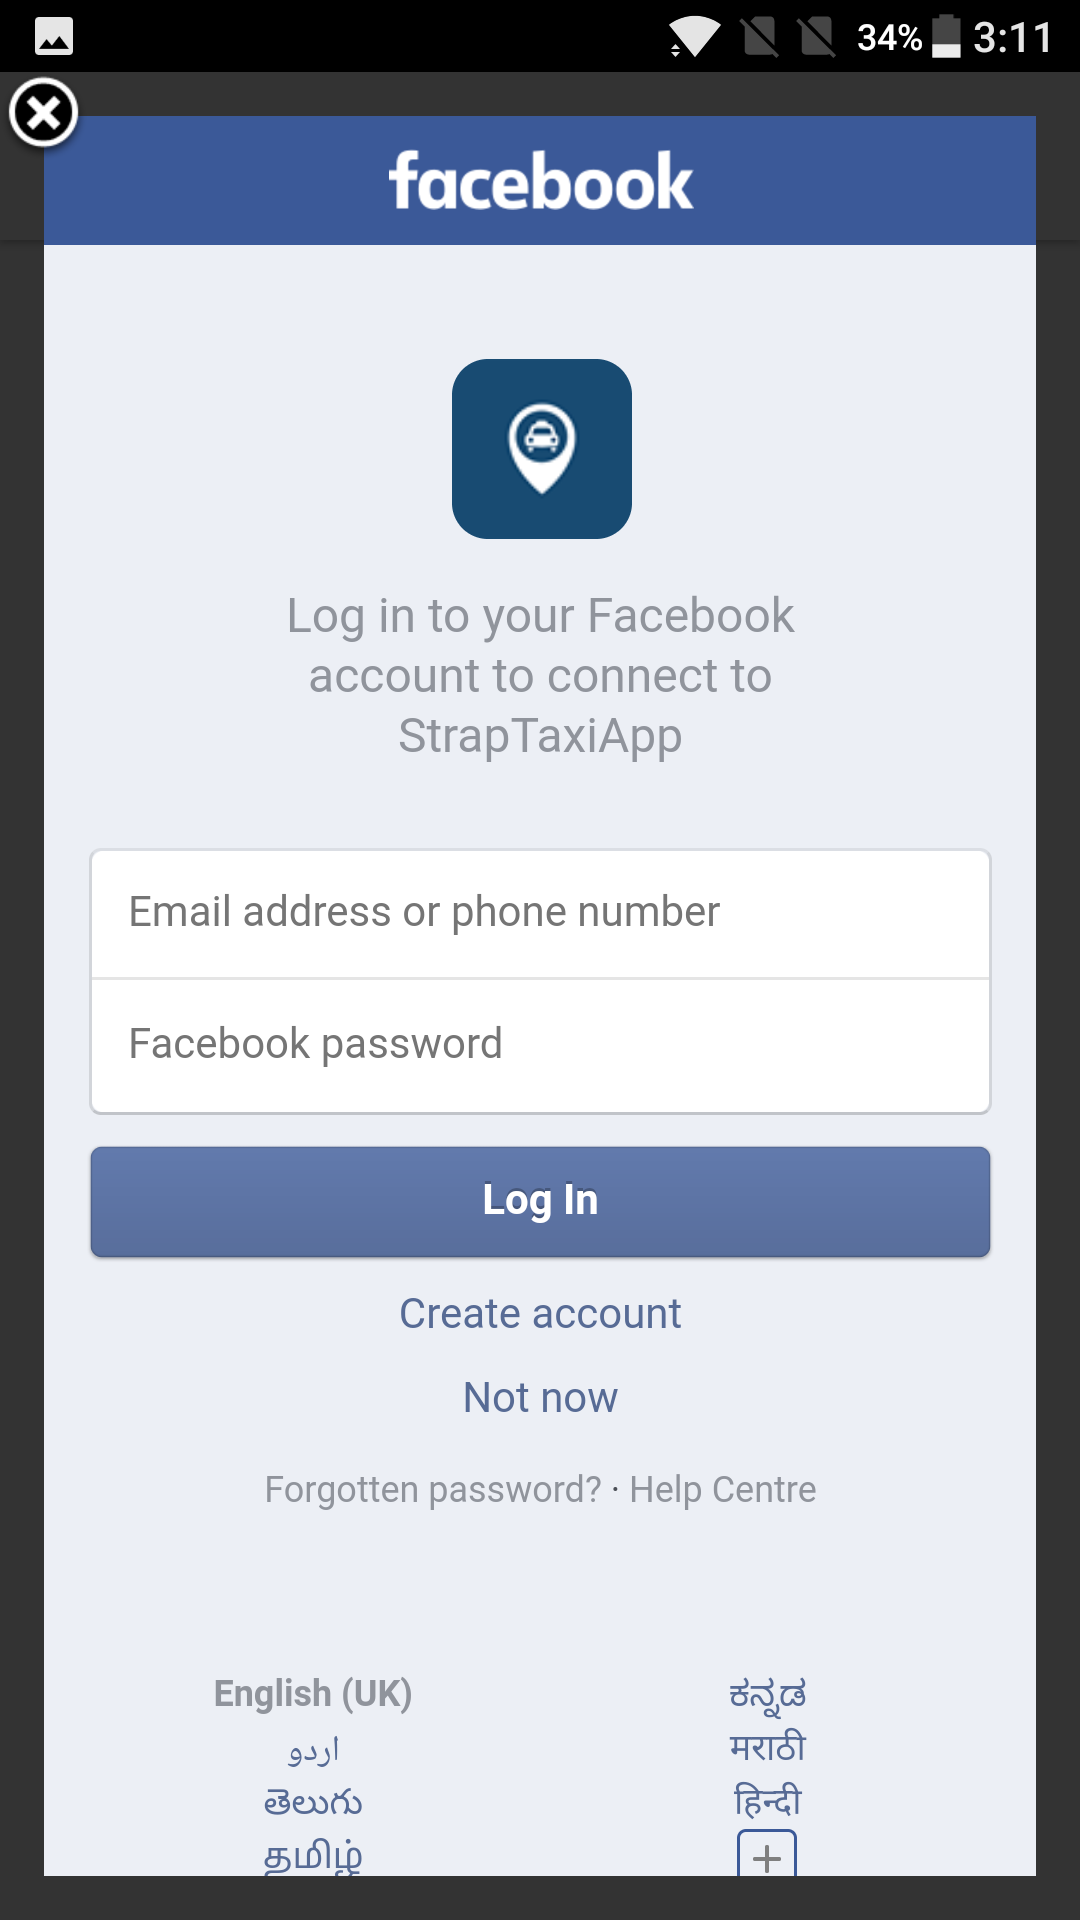 34% 3:11
facebook
Log in to your Facebook
account to connect to
StrapTaxiApp
Email address or phone number
Facebook password
Log In
Create account
Not now
Forgotten password? · Help Centre
English (UK)
اردو
తెలుగు
தமிழ்
ಕನ್ನಡ
मराठी
हिन्दी